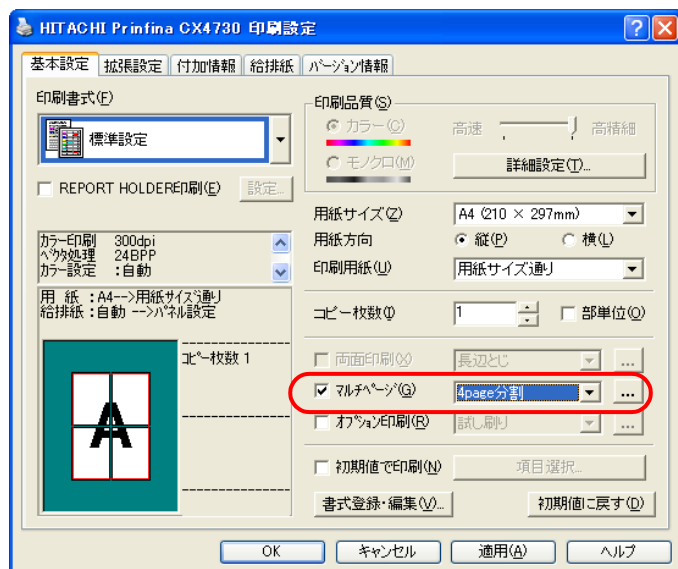 HITACHI Prinfina CX4730 印刷設定
基本設定 拡張設定 付加情報 給排紙 バージョン情報
印刷書式(F)
標準設定
REPORT HOLDER印刷(E) 設定...
カラー印刷 300dpi
ベクタ処理 24BPP
カラー設定 :自動
用 紙 :A4-->用紙サイズ通り
給排紙:自動 -->パネル設定
コピー枚数 1
A
印刷品質(S)
カラー(C) 高速 高精細
モノクロ(M) 詳細設定(T)...
用紙サイズ(Z) A4 (210 × 297mm)
用紙方向 縦(P) 横(L)
印刷用紙(U) 用紙サイズ通り
コピー枚数(I) 1 部単位(O)
両面印刷(X) 長辺とじ ...
マルチページ(G) 4page分割 ...
オプション印刷(R) 試し刷り ...
初期値で印刷(N) 項目選択...
書式登録・編集(V)... 初期値に戻す(D)
OK キャンセル 適用(A) ヘルプ